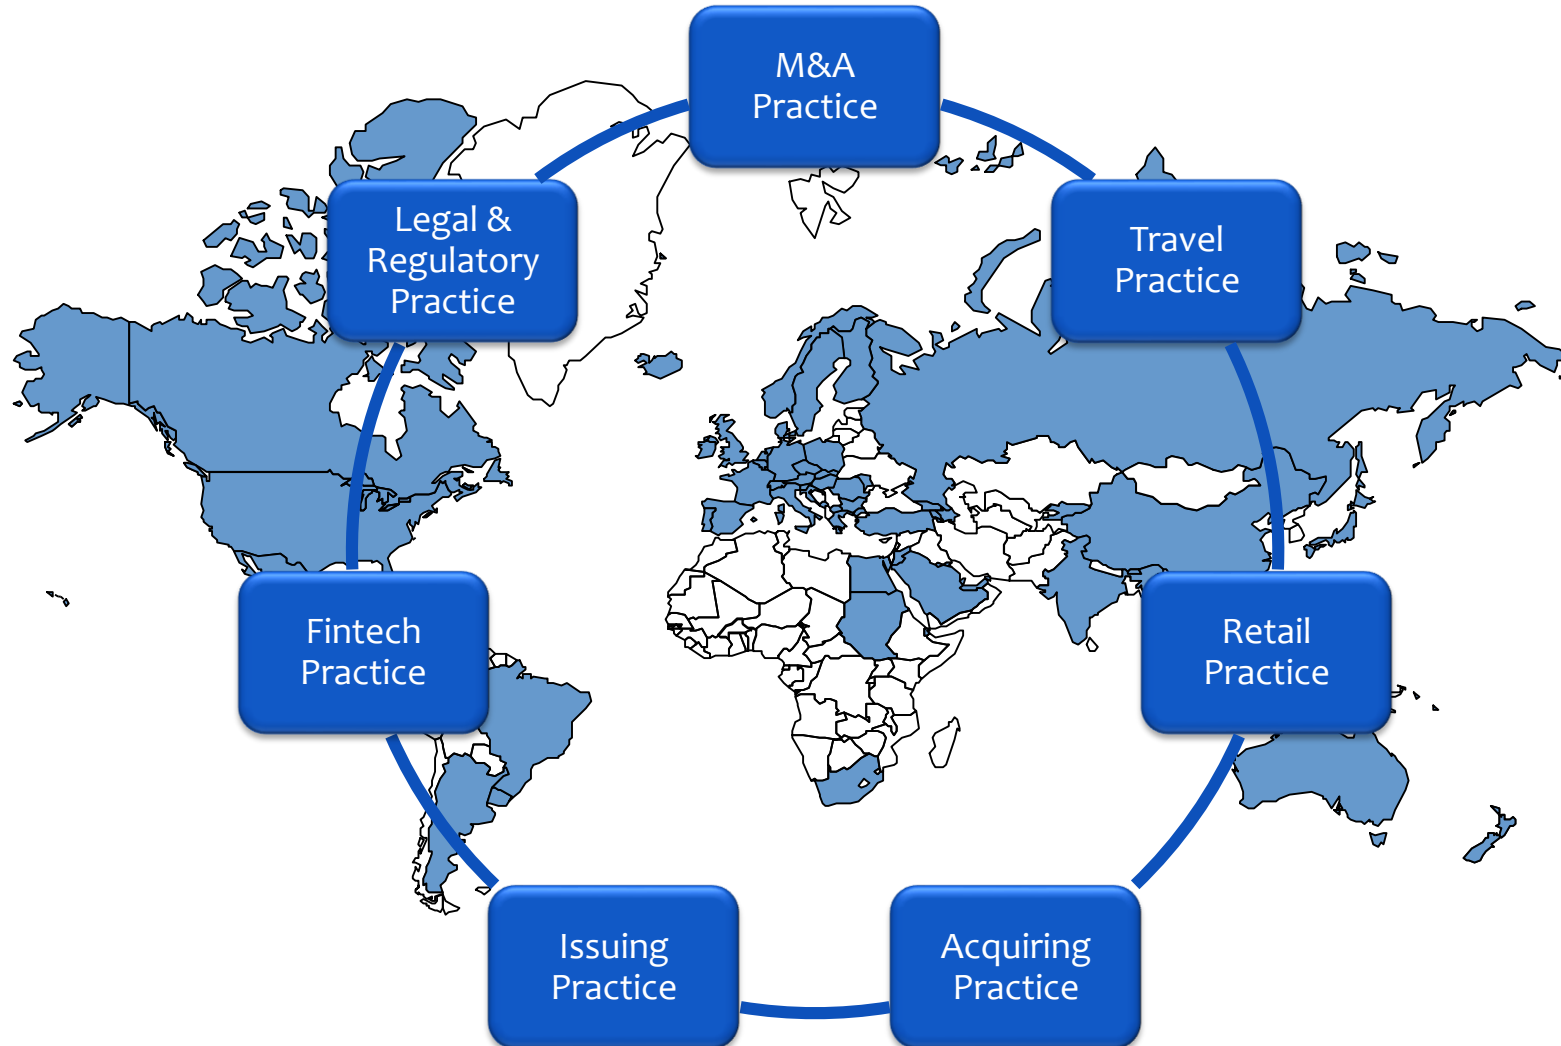 M&A
Practice
Legal &
Regulatory
Practice
Travel
Practice
Fintech
Practice
Retail
Practice
Issuing
Practice
Acquiring
Practice